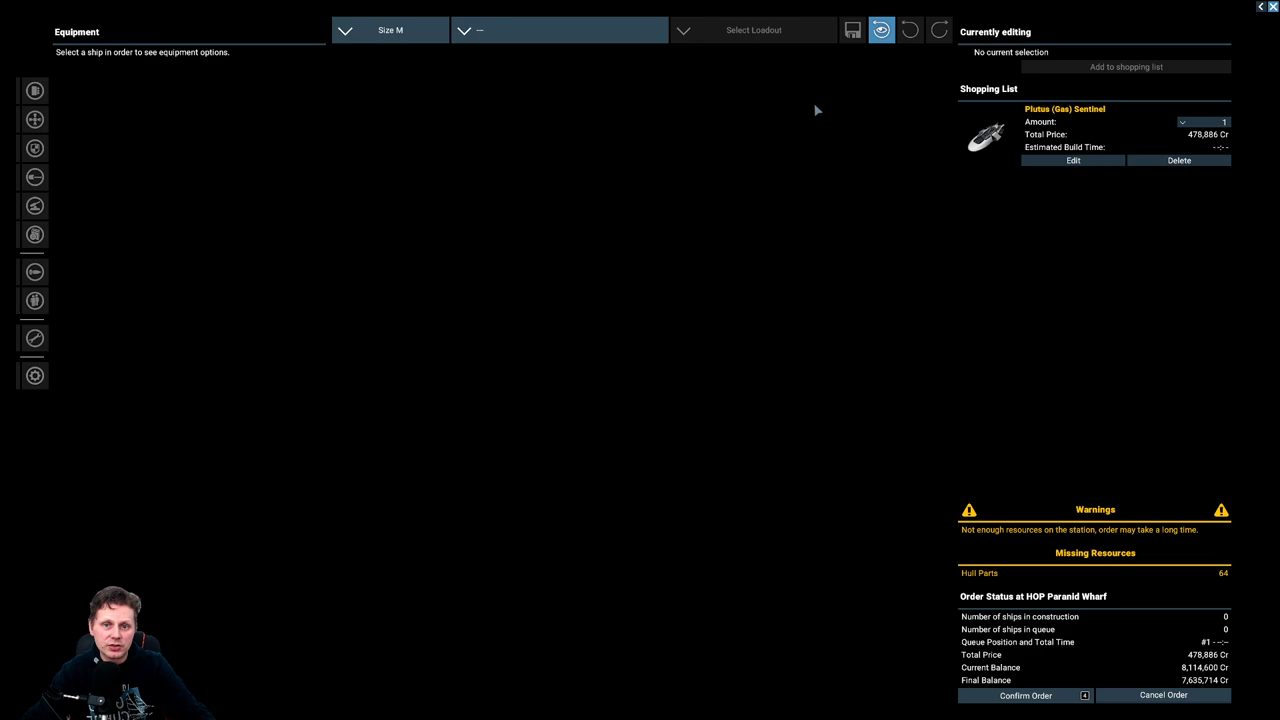 Equipment
Select a ship in order to see equipment options.
Size M
---
Select Loadout
Currently editing
No current selection
Add to shopping list
Shopping List
Plutus (Gas) Sentinel
Amount: 1
Total Price: 478,886 Cr
Estimated Build Time: --:--
Edit Delete
Warnings
Not enough resources on the station, order may take a long time.
Missing Resources
Hull Parts 64
Order Status at HOP Paranid Wharf
Number of ships in construction 0
Number of ships in queue 0
Queue Position and Total Time #1 - --:--
Total Price 478,886 Cr
Current Balance 8,114,600 Cr
Final Balance 7,635,714 Cr
Confirm Order 4 Cancel Order